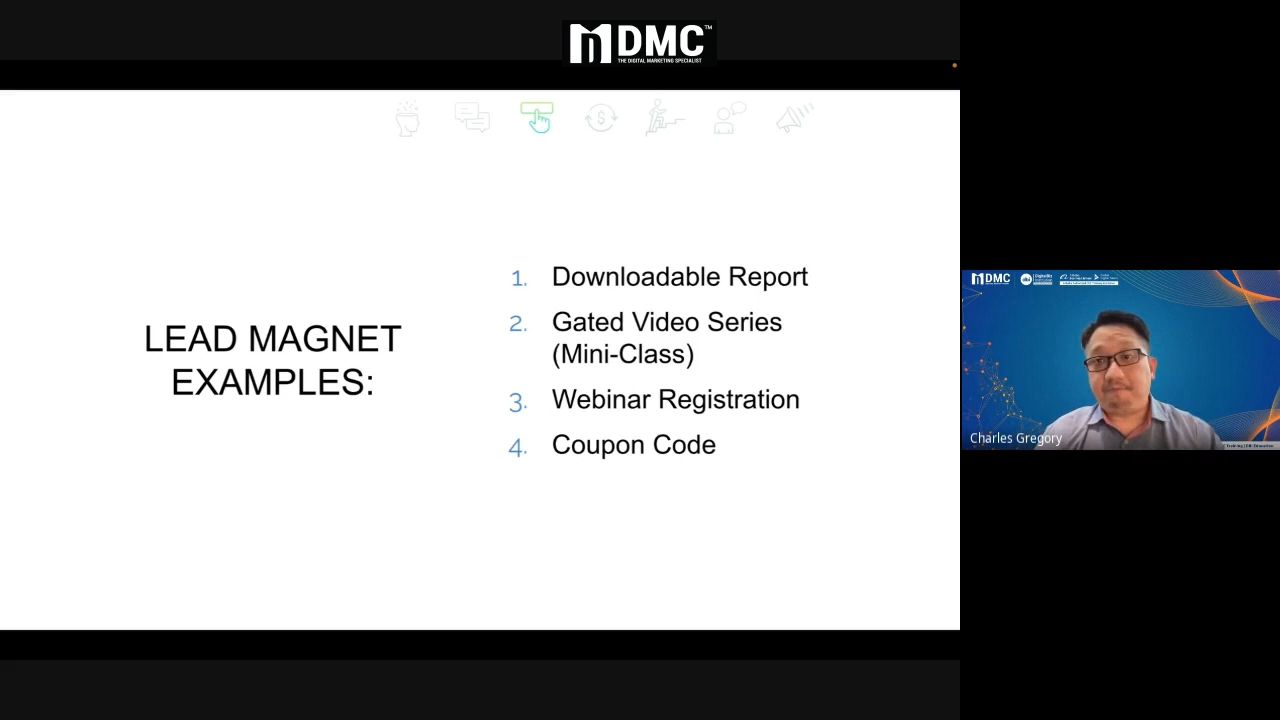 DMC™
THE DIGITAL MARKETING SPECIALIST
LEAD MAGNET
EXAMPLES:
1. Downloadable Report
2. Gated Video Series
(Mini-Class)
3. Webinar Registration
4. Coupon Code
DMC
Charles Gregory